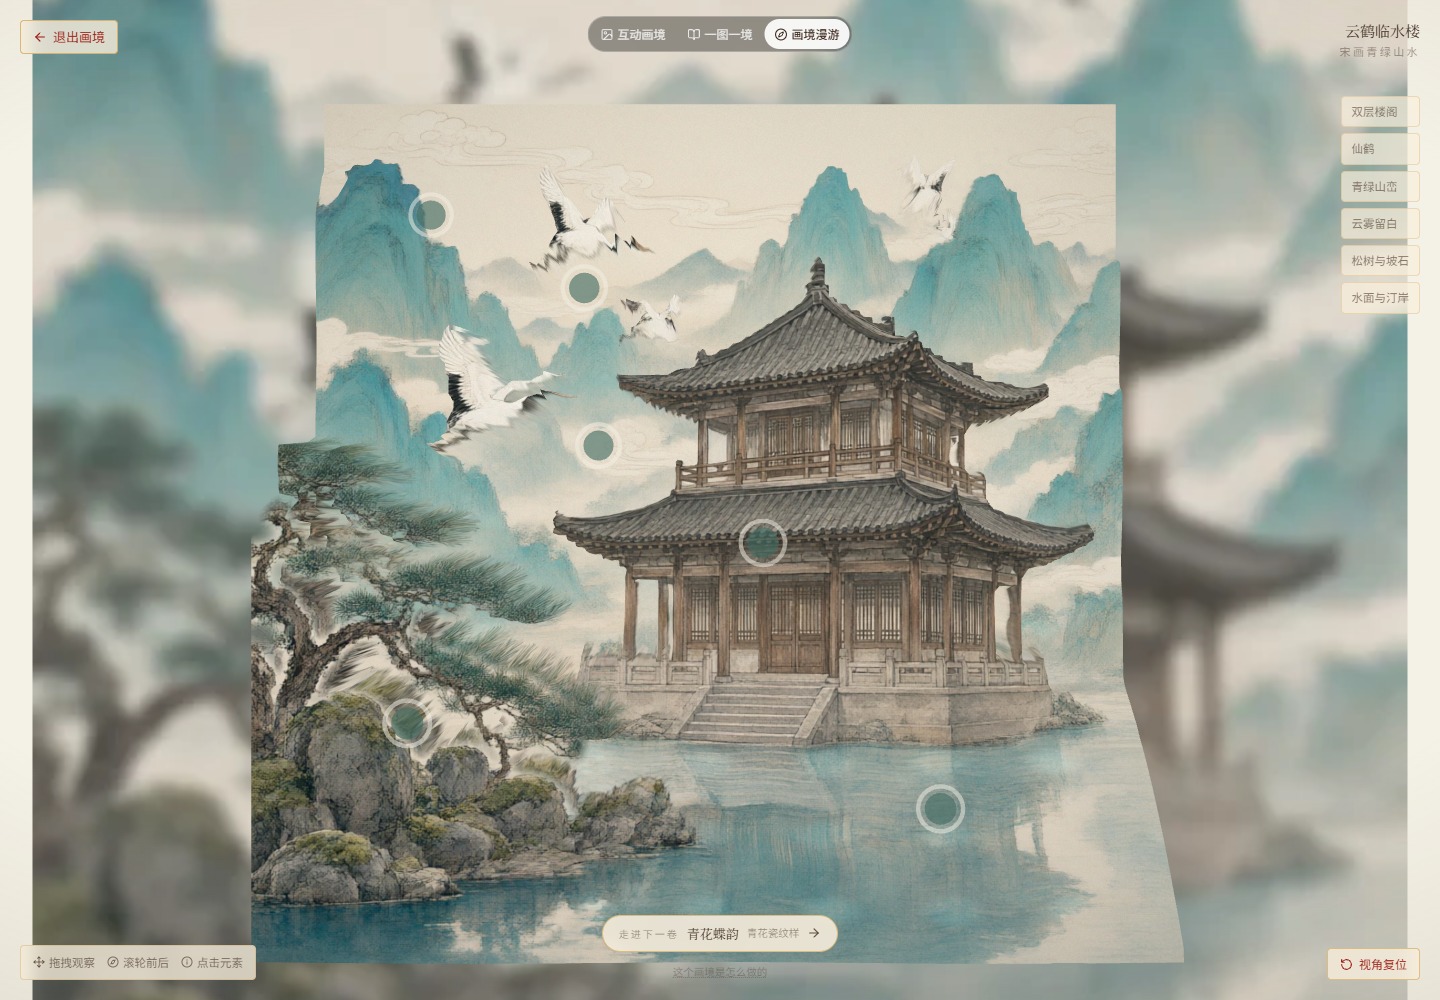 退出画境
互动画境
一图一境
画境漫游
云鹤临水楼
宋画青绿山水
双层楼阁
仙鹤
青绿山峦
云雾留白
松树与坡石
水面与汀岸
走进下一卷 青花蝶韵 青花瓷纹样
这个画境是怎么做的
拖拽观察 滚轮前后 点击元素
视角复位